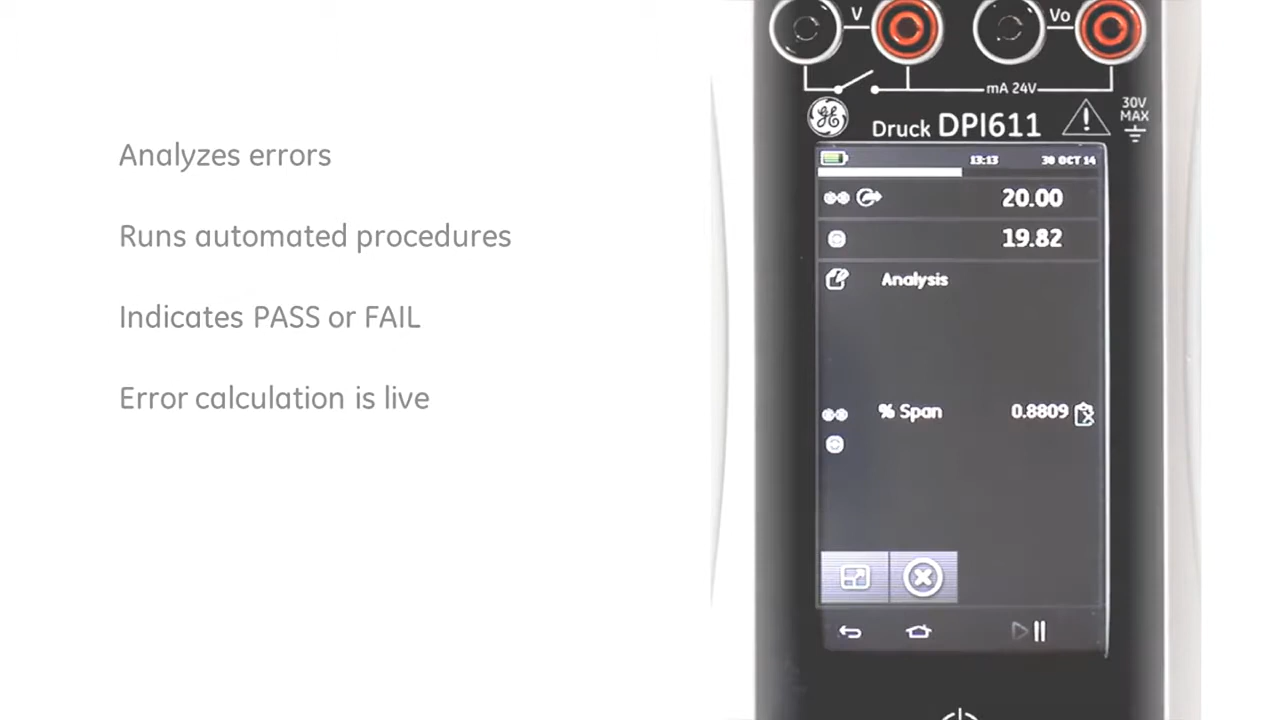 Analyzes errors
Runs automated procedures
Indicates PASS or FAIL
Error calculation is live
V
Vo
mA 24V
GE
Druck DPI611
30V
MAX
13:13
30 OCT 14
20.00
19.82
Analysis
% Span
0.8809